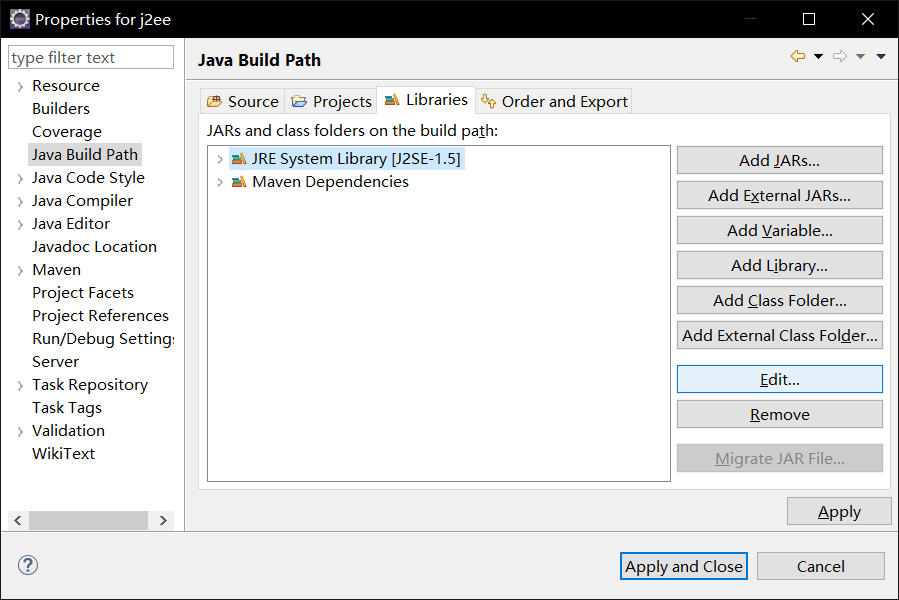 Properties for j2ee
type filter text
Resource
Builders
Coverage
Java Build Path
Java Code Style
Java Compiler
Java Editor
Javadoc Location
Maven
Project Facets
Project References
Run/Debug Settings
Server
Task Repository
Task Tags
Validation
WikiText
Java Build Path
Source
Projects
Libraries
Order and Export
JARs and class folders on the build path:
JRE System Library [J2SE-1.5]
Maven Dependencies
Add JARs...
Add External JARs...
Add Variable...
Add Library...
Add Class Folder...
Add External Class Folder...
Edit...
Remove
Migrate JAR File...
Apply
?
Apply and Close
Cancel